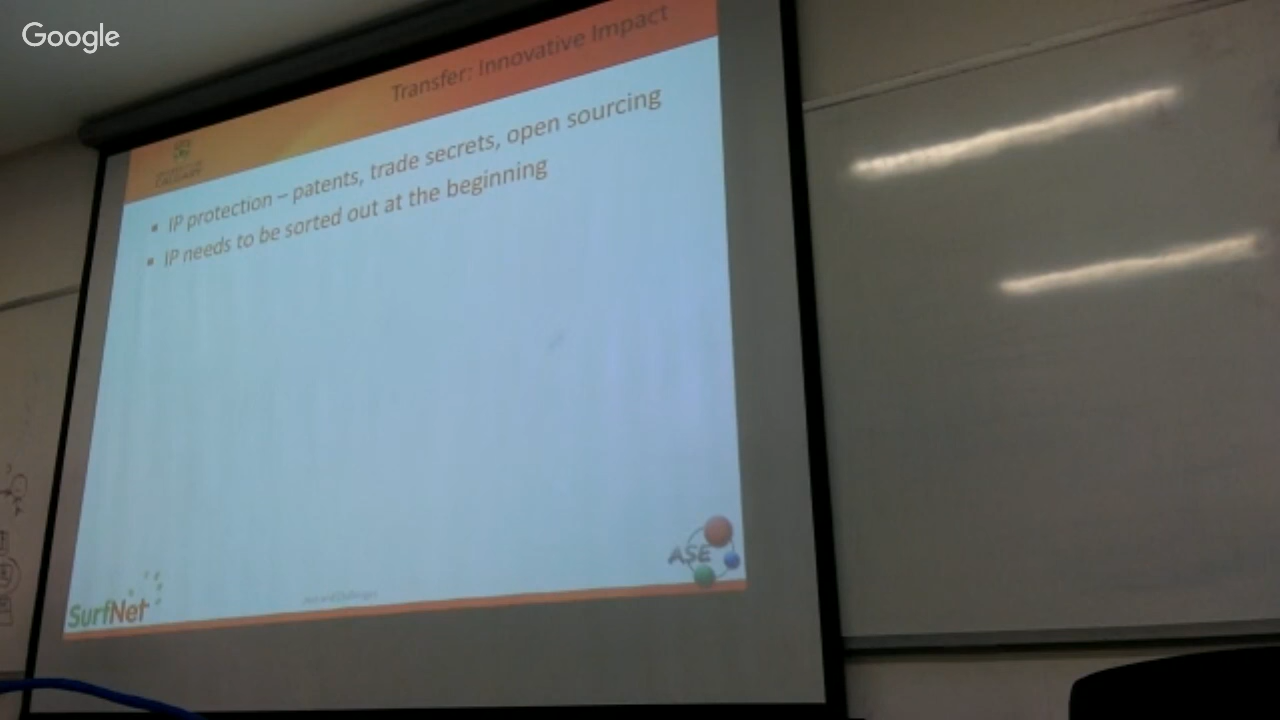 Google
Transfer: Innovative Impact
▪ IP protection – patents, trade secrets, open sourcing
▪ IP needs to be sorted out at the beginning
ASE
SurfNet